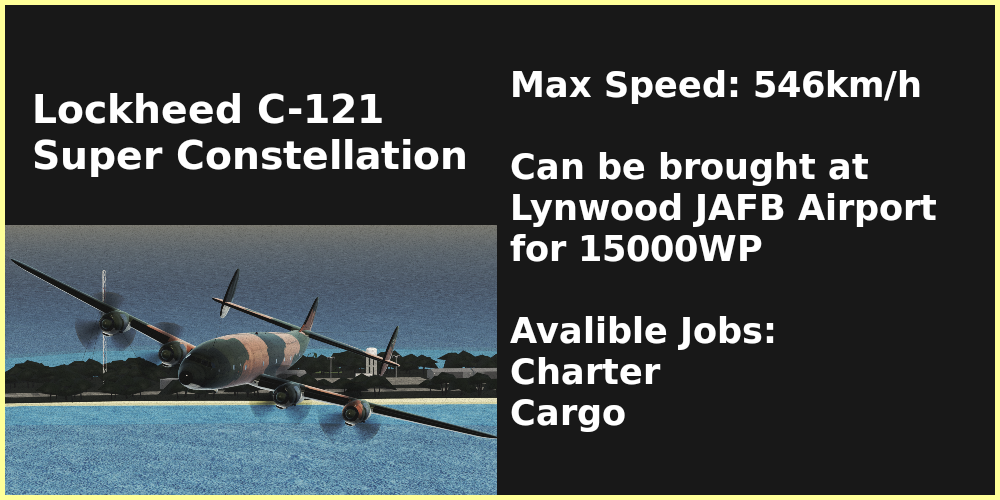 Lockheed C-121
Super Constellation
Max Speed: 546km/h
Can be brought at
Lynwood JAFB Airport
for 15000WP
Avalible Jobs:
Charter
Cargo